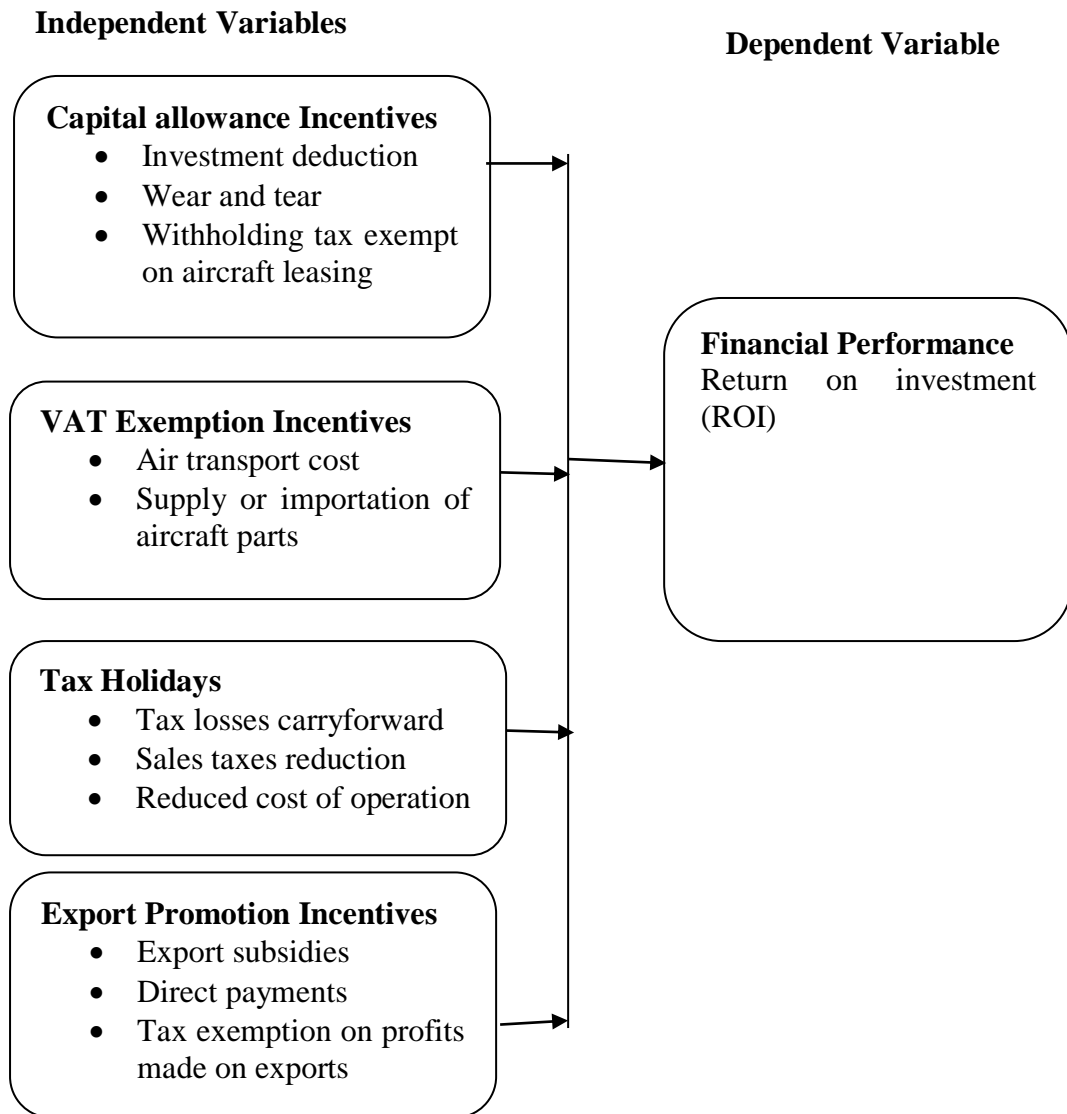 Independent Variables
Dependent Variable
Capital allowance Incentives
• Investment deduction
• Wear and tear
• Withholding tax exempt
on aircraft leasing
VAT Exemption Incentives
• Air transport cost
• Supply or importation of
aircraft parts
Tax Holidays
• Tax losses carryforward
• Sales taxes reduction
• Reduced cost of operation
Export Promotion Incentives
• Export subsidies
• Direct payments
• Tax exemption on profits
made on exports
Financial Performance
Return on investment
(ROI)